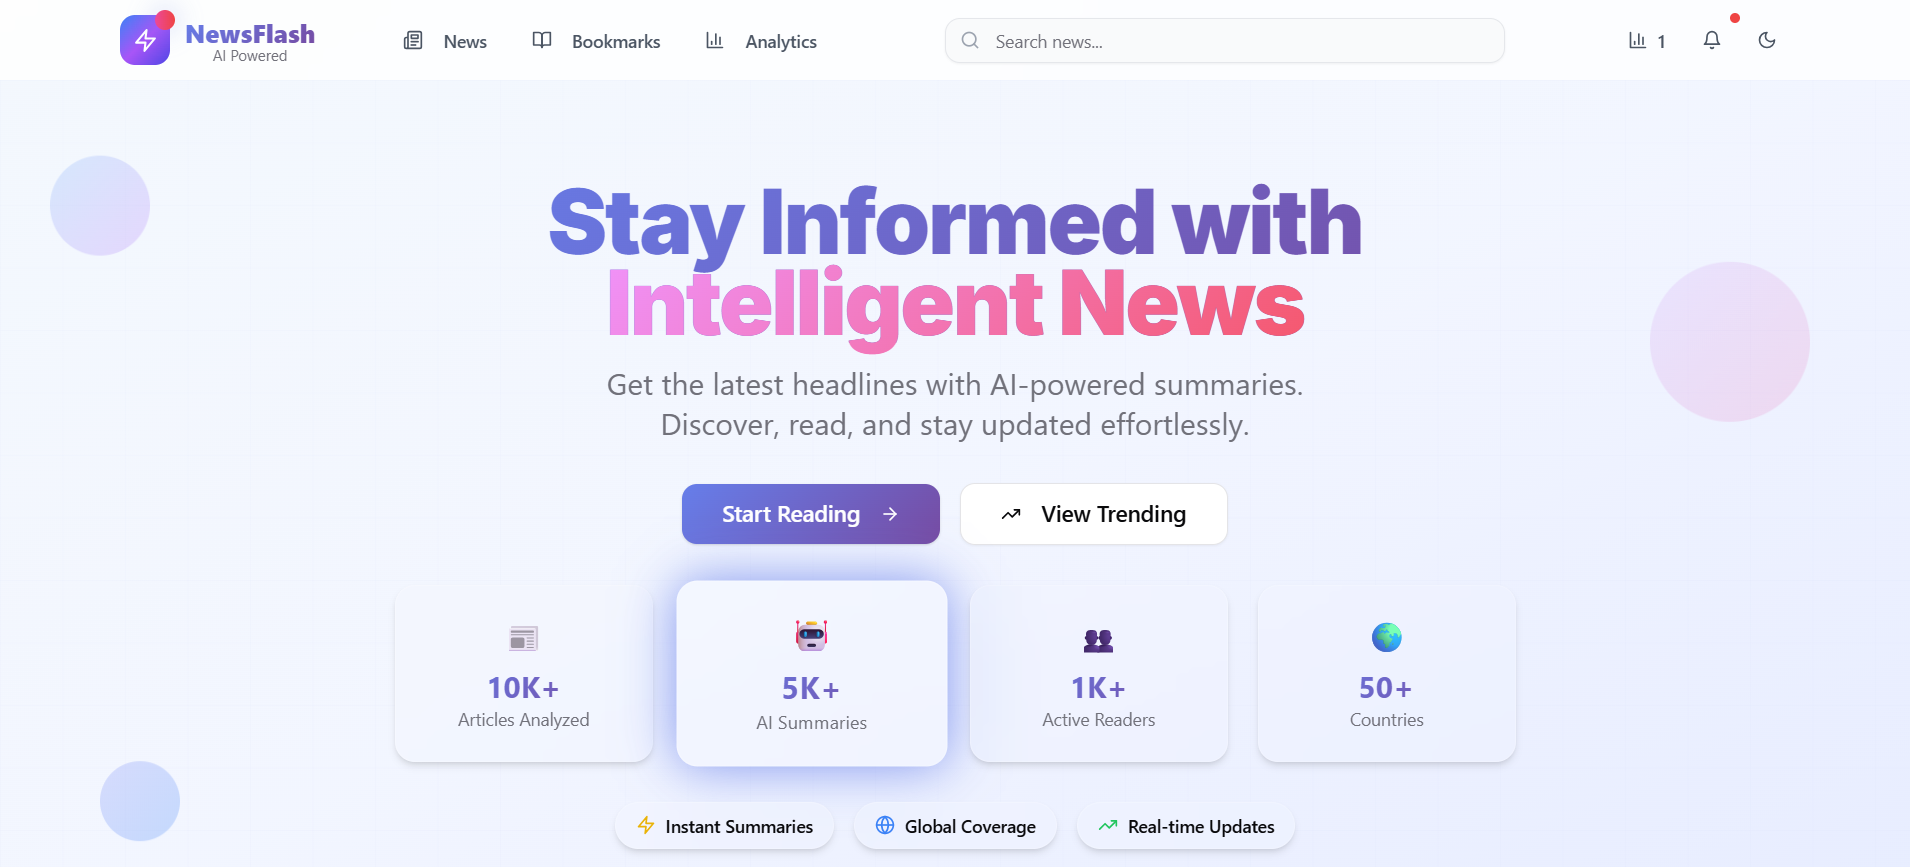 NewsFlash
AI Powered
News
Bookmarks
Analytics
Search news...
1
Stay Informed with
Intelligent News
Get the latest headlines with AI-powered summaries.
Discover, read, and stay updated effortlessly.
Start Reading
View Trending
10K+
Articles Analyzed
5K+
AI Summaries
1K+
Active Readers
50+
Countries
Instant Summaries
Global Coverage
Real-time Updates